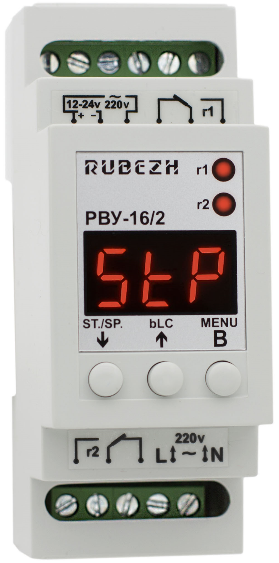 12-24v 220v
+ -
r1
RUBEZH r1
РВУ-16/2 r2
StP
ST./SP. bLC MENU
↓ ↑ B
r2 220v
L ~ N